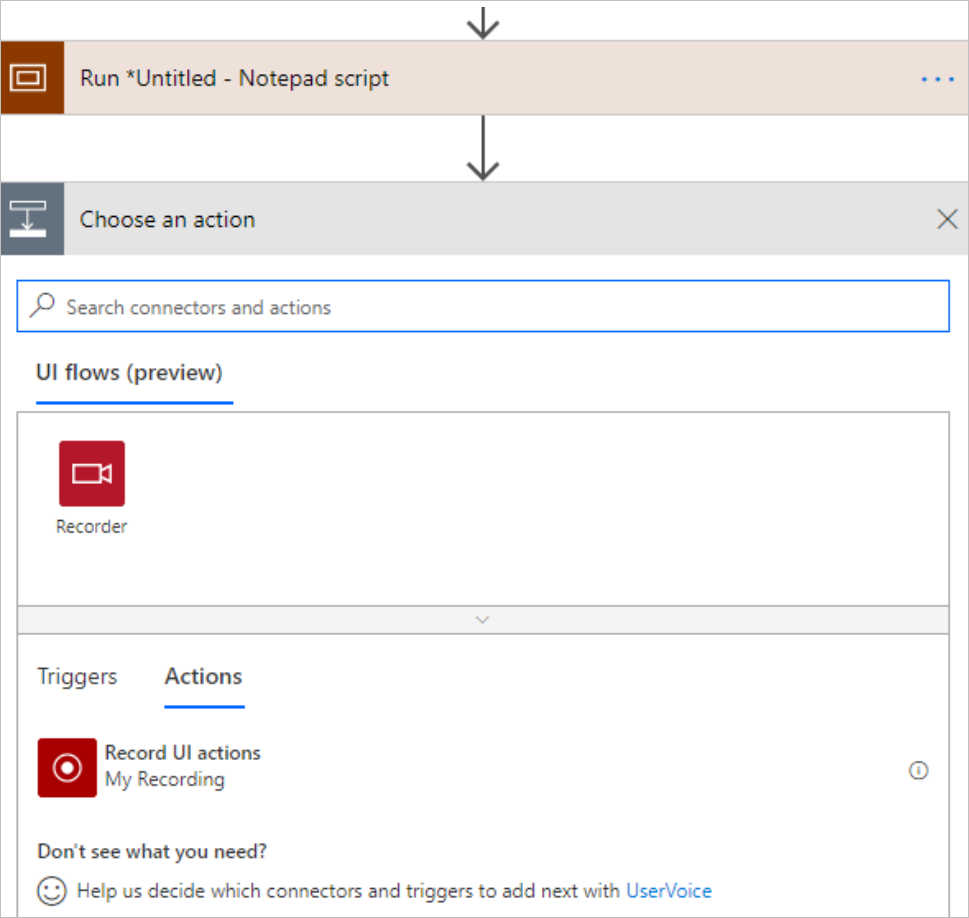 Run *Untitled - Notepad script
Choose an action
Search connectors and actions
UI flows (preview)
Recorder
Triggers Actions
Record UI actions
My Recording
Don't see what you need?
Help us decide which connectors and triggers to add next with UserVoice